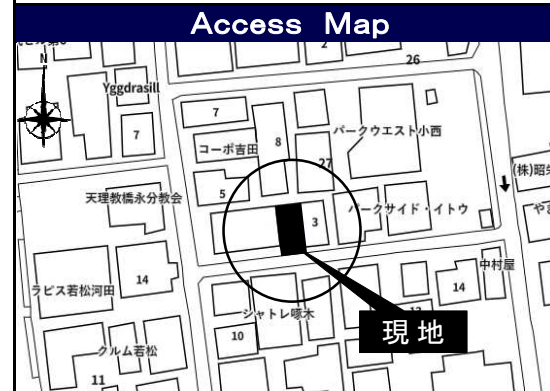 Access Map
2
26
N
Yggdrasill
7
7
パークウエスト小西
コーポ吉田
8
27
(株)昭栄
天理教橋永分教会
5
3
パークサイド・イトウ
中村屋
14
ラピス若松河田
14
シャトレ啄木
10
現地
クルム若松
11